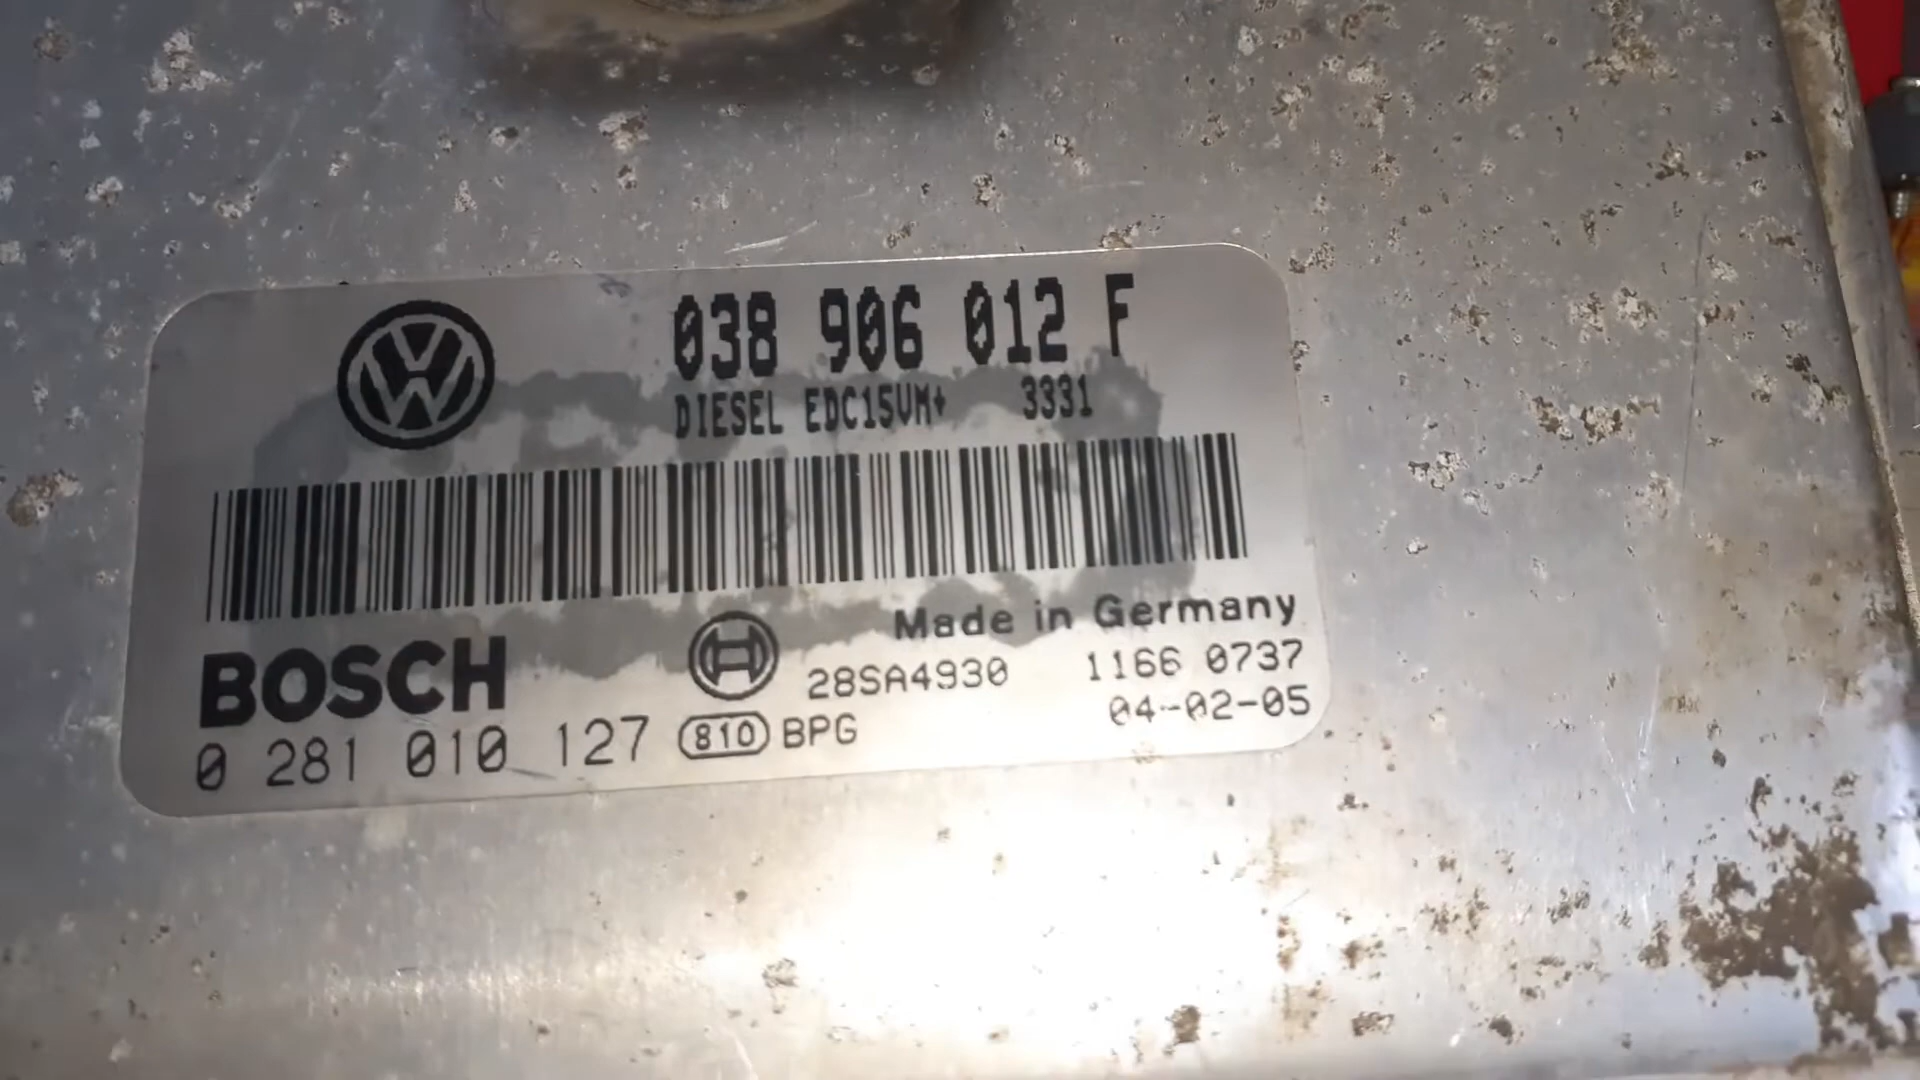 038 906 012 F
DIESEL EDC15VM+ 3331
Made in Germany
BOSCH
28SA4930 1166 0737
0 281 010 127 810 BPG 04-02-05